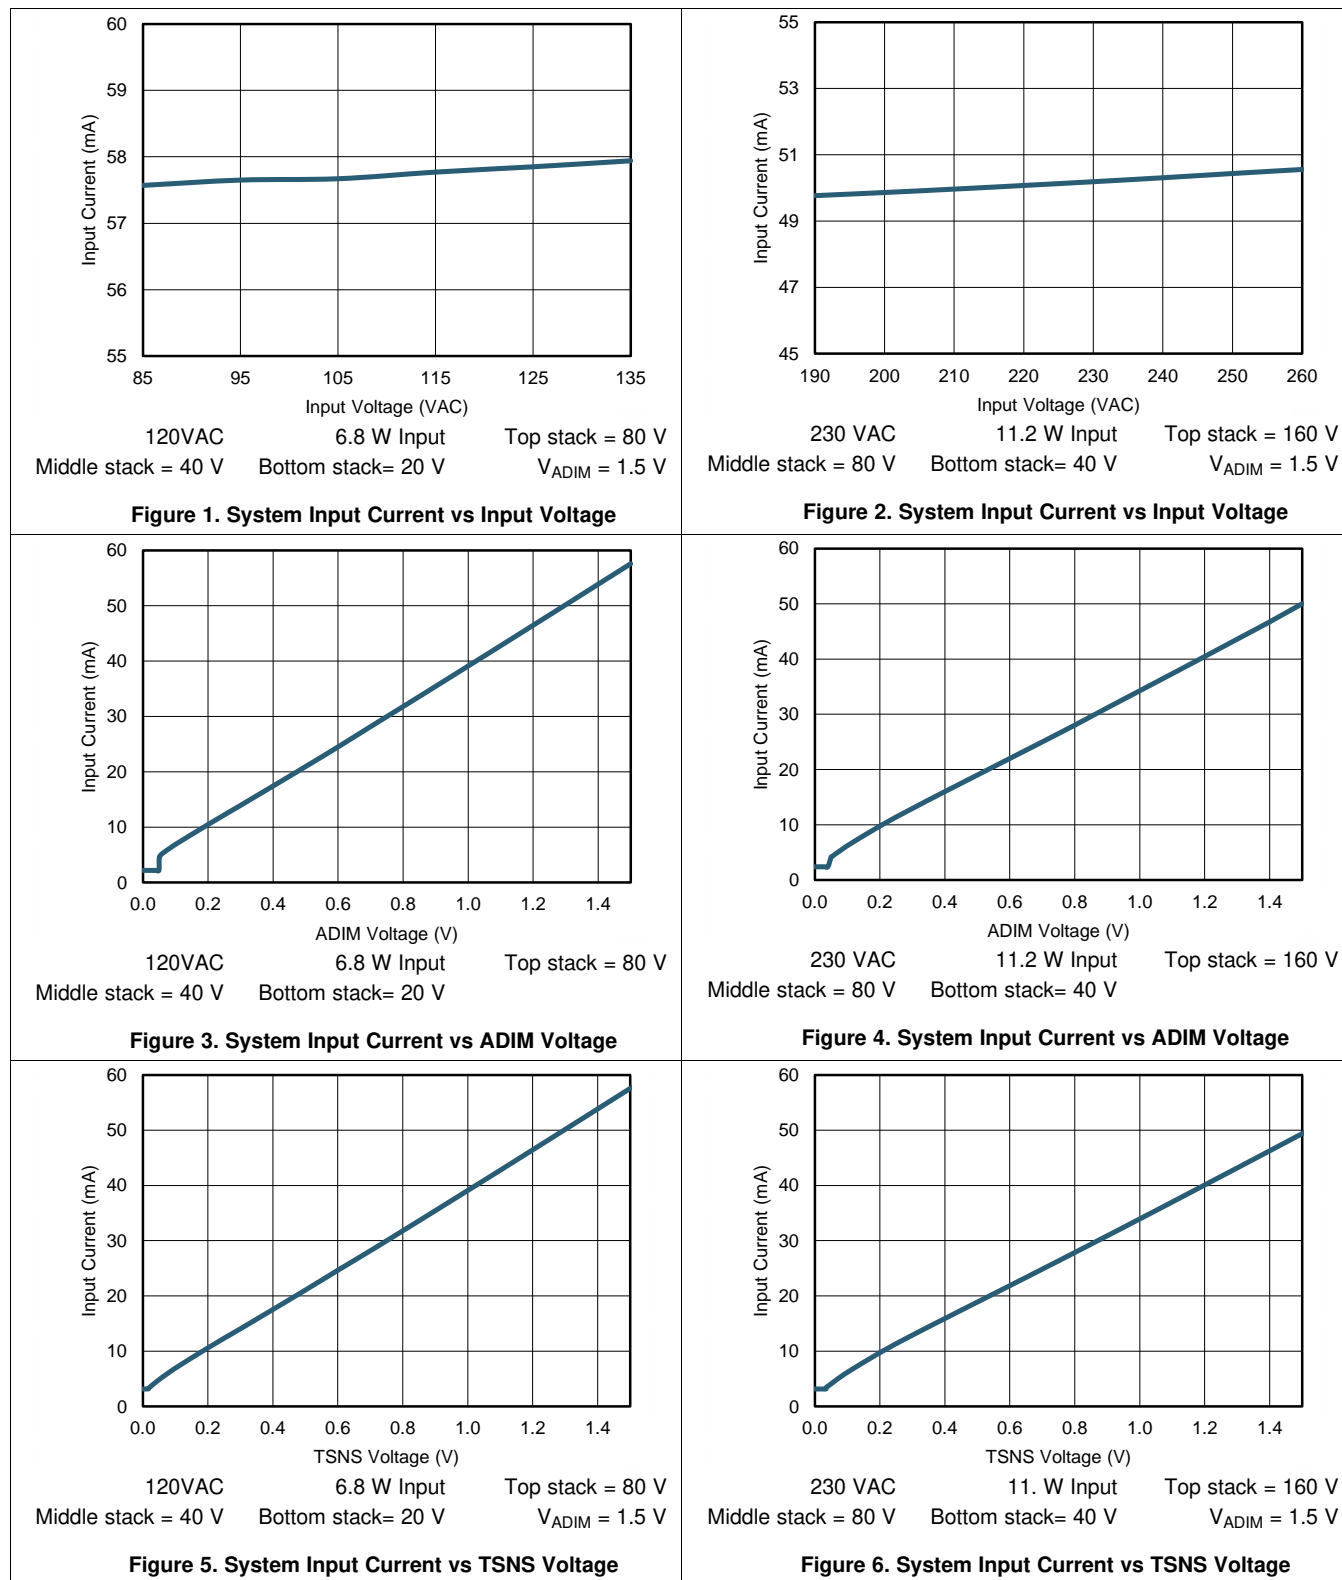 60
59
58
57
56
55
Input Current (mA)
85 95 105 115 125 135
Input Voltage (VAC)
120VAC 6.8 W Input Top stack = 80 V
Middle stack = 40 V Bottom stack= 20 V VADIM = 1.5 V
Figure 1. System Input Current vs Input Voltage
55
53
51
49
47
45
Input Current (mA)
190 200 210 220 230 240 250 260
Input Voltage (VAC)
230 VAC 11.2 W Input Top stack = 160 V
Middle stack = 80 V Bottom stack= 40 V VADIM = 1.5 V
Figure 2. System Input Current vs Input Voltage
60
50
40
30
20
10
0
Input Current (mA)
0.0 0.2 0.4 0.6 0.8 1.0 1.2 1.4
ADIM Voltage (V)
120VAC 6.8 W Input Top stack = 80 V
Middle stack = 40 V Bottom stack= 20 V
Figure 3. System Input Current vs ADIM Voltage
60
50
40
30
20
10
0
Input Current (mA)
0.0 0.2 0.4 0.6 0.8 1.0 1.2 1.4
ADIM Voltage (V)
230 VAC 11.2 W Input Top stack = 160 V
Middle stack = 80 V Bottom stack= 40 V
Figure 4. System Input Current vs ADIM Voltage
60
50
40
30
20
10
0
Input Current (mA)
0.0 0.2 0.4 0.6 0.8 1.0 1.2 1.4
TSNS Voltage (V)
120VAC 6.8 W Input Top stack = 80 V
Middle stack = 40 V Bottom stack= 20 V VADIM = 1.5 V
Figure 5. System Input Current vs TSNS Voltage
60
50
40
30
20
10
0
Input Current (mA)
0.0 0.2 0.4 0.6 0.8 1.0 1.2 1.4
TSNS Voltage (V)
230 VAC 11. W Input Top stack = 160 V
Middle stack = 80 V Bottom stack= 40 V VADIM = 1.5 V
Figure 6. System Input Current vs TSNS Voltage